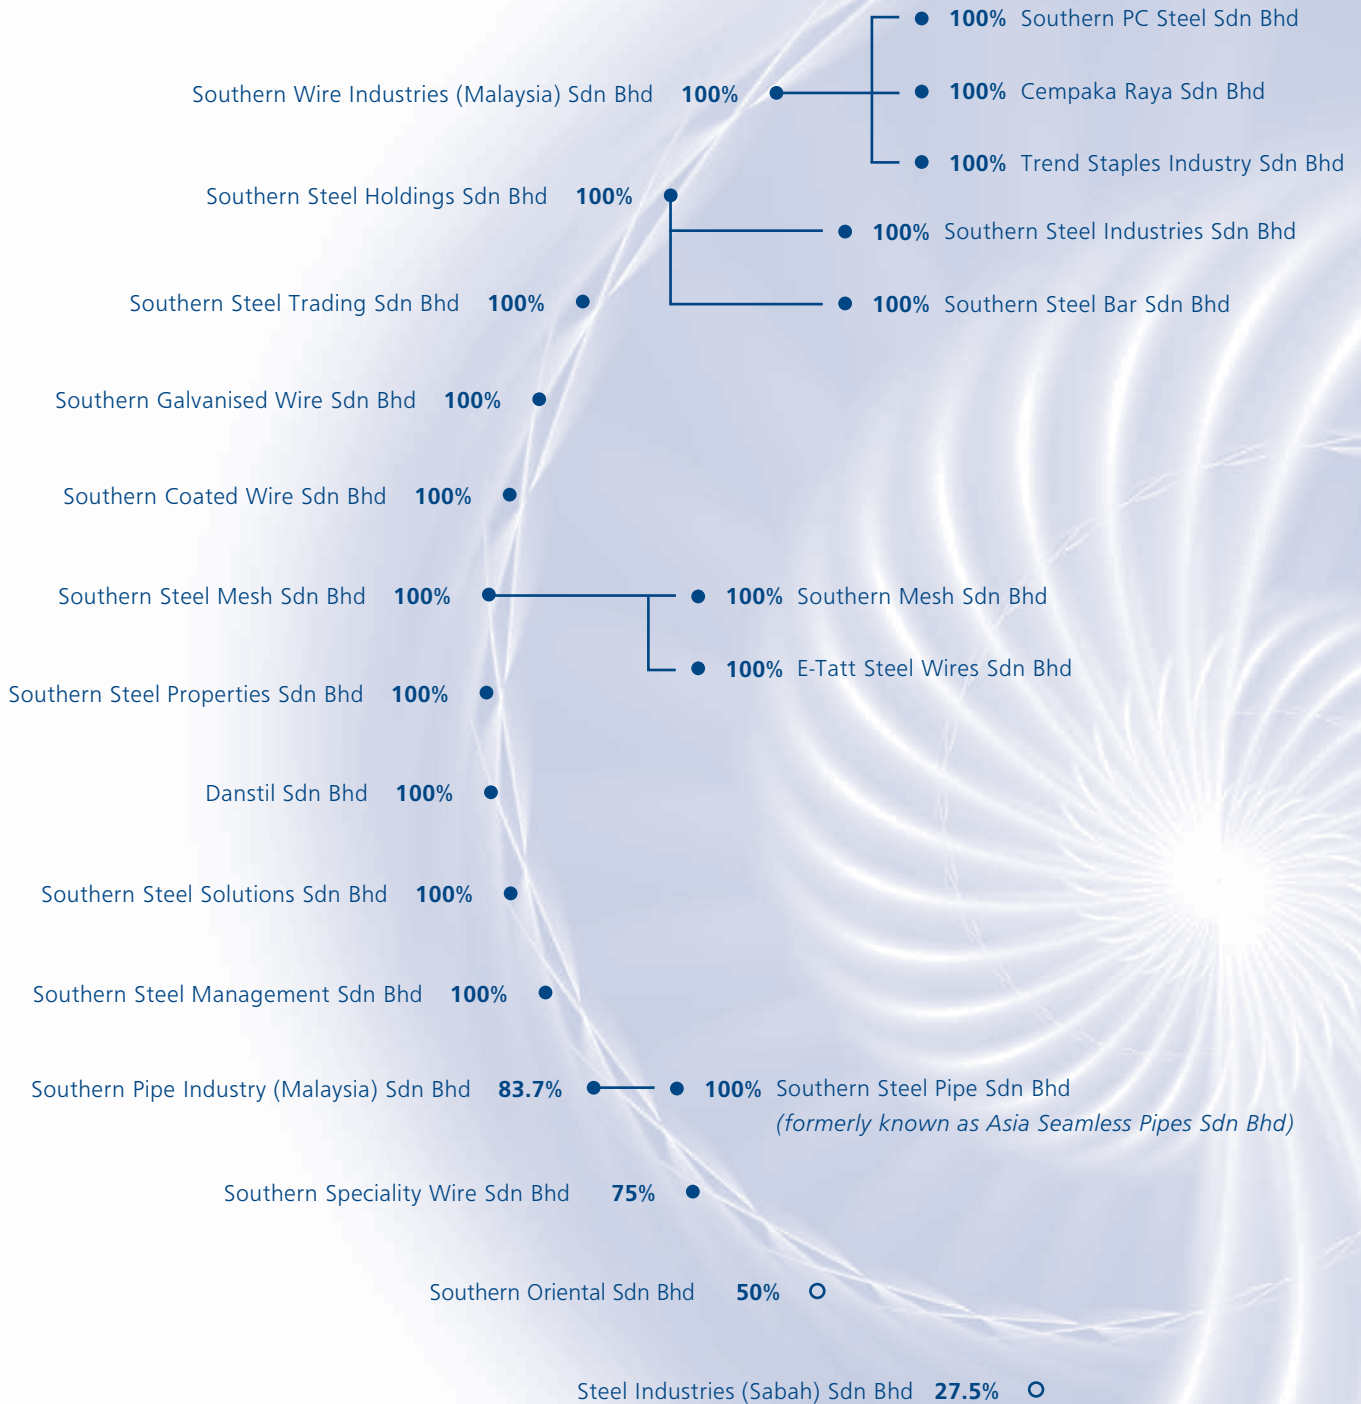 100% Southern PC Steel Sdn Bhd
Southern Wire Industries (Malaysia) Sdn Bhd 100%
100% Cempaka Raya Sdn Bhd
100% Trend Staples Industry Sdn Bhd
Southern Steel Holdings Sdn Bhd 100%
100% Southern Steel Industries Sdn Bhd
100% Southern Steel Bar Sdn Bhd
Southern Steel Trading Sdn Bhd 100%
Southern Galvanised Wire Sdn Bhd 100%
Southern Coated Wire Sdn Bhd 100%
Southern Steel Mesh Sdn Bhd 100%
100% Southern Mesh Sdn Bhd
100% E-Tatt Steel Wires Sdn Bhd
Southern Steel Properties Sdn Bhd 100%
Danstil Sdn Bhd 100%
Southern Steel Solutions Sdn Bhd 100%
Southern Steel Management Sdn Bhd 100%
Southern Pipe Industry (Malaysia) Sdn Bhd 83.7%
100% Southern Steel Pipe Sdn Bhd
(formerly known as Asia Seamless Pipes Sdn Bhd)
Southern Speciality Wire Sdn Bhd 75%
Southern Oriental Sdn Bhd 50%
Steel Industries (Sabah) Sdn Bhd 27.5%